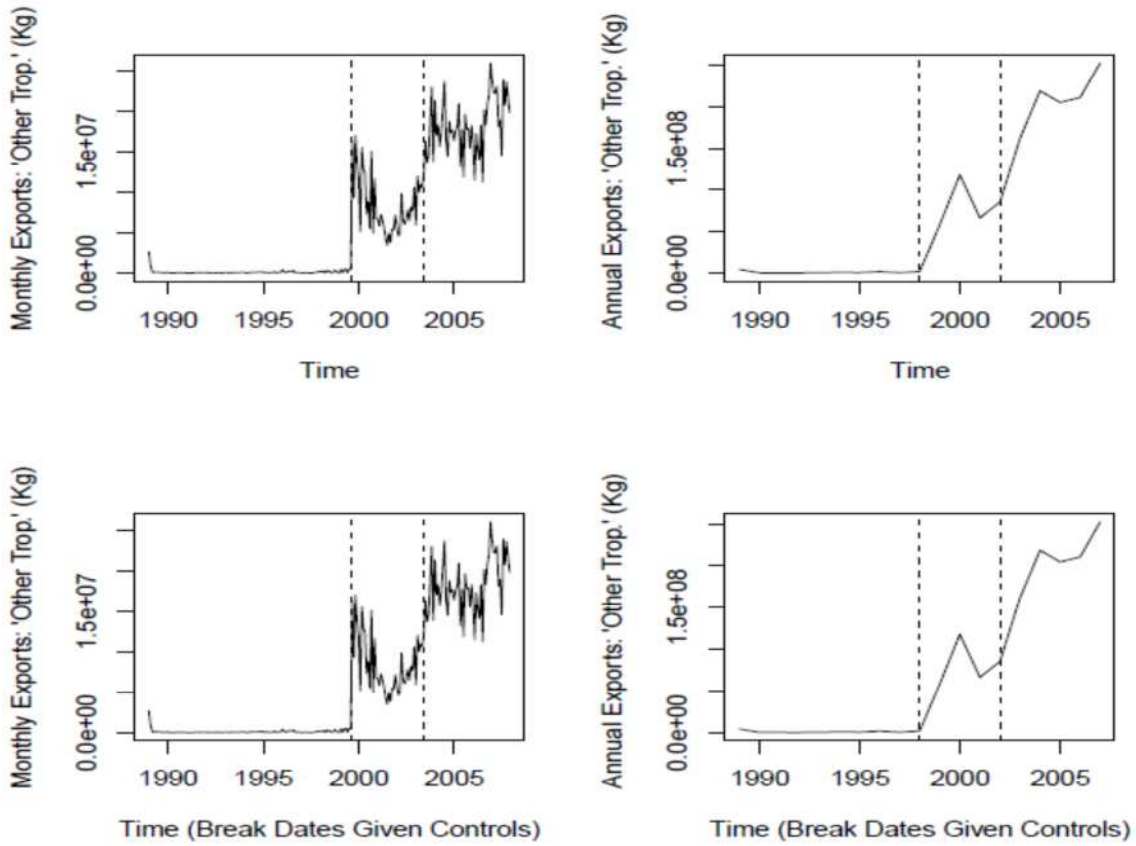 Monthly Exports: 'Other Trop.' (Kg)
0.0e+00 1.5e+07
1990 1995 2000 2005
Time
Annual Exports: 'Other Trop.' (Kg)
0.0e+00 1.5e+08
1990 1995 2000 2005
Time
Monthly Exports: 'Other Trop.' (Kg)
0.0e+00 1.5e+07
1990 1995 2000 2005
Time (Break Dates Given Controls)
Annual Exports: 'Other Trop.' (Kg)
0.0e+00 1.5e+08
1990 1995 2000 2005
Time (Break Dates Given Controls)